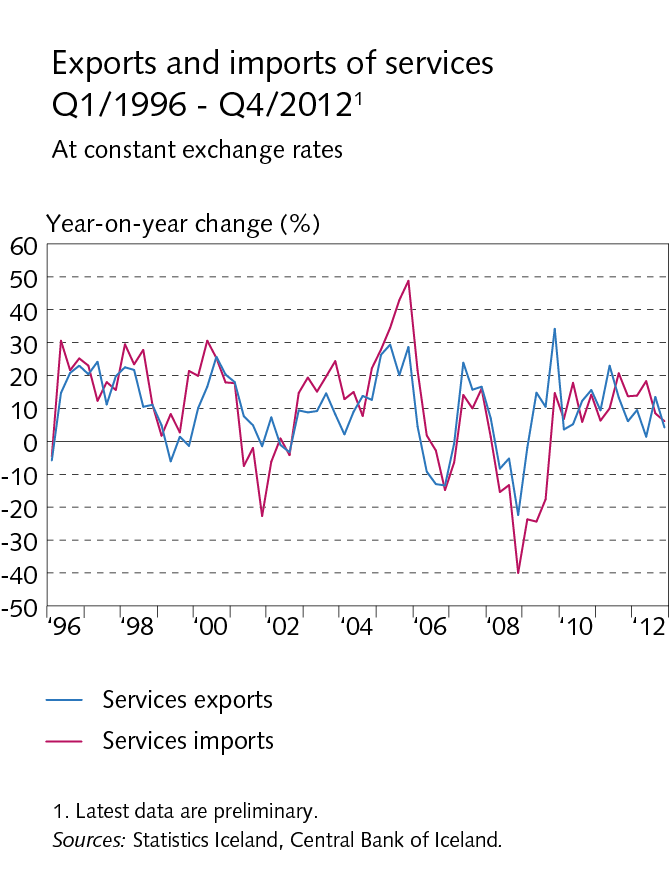 Exports and imports of services
Q1/1996 - Q4/2012¹
At constant exchange rates
Year-on-year change (%)
60
50
40
30
20
10
0
-10
-20
-30
-40
-50
‘96 ‘98 ‘00 ‘02 ‘04 ‘06 ‘08 ‘10 ‘12
Services exports
Services imports
1. Latest data are preliminary.
Sources: Statistics Iceland, Central Bank of Iceland.